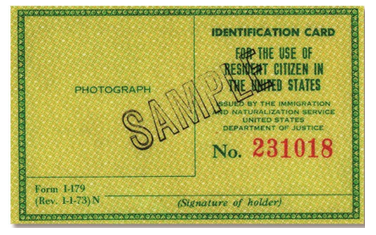 IDENTIFICATION CARD
FOR THE USE OF
RESIDENT CITIZEN IN
THE UNITED STATES
PHOTOGRAPH
SAMPLE
ISSUED BY THE IMMIGRATION
AND NATURALIZATION SERVICE
UNITED STATES
DEPARTMENT OF JUSTICE
No. 231018
Form I-179
(Rev. 1-1-73) N
(Signature of holder)